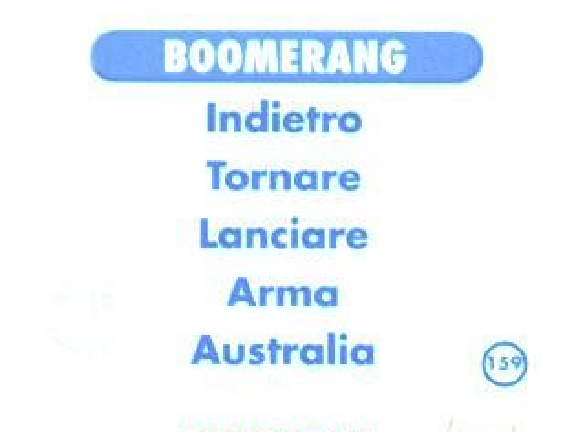 BOOMERANG
Indietro
Tornare
Lanciare
Arma
Australia
159